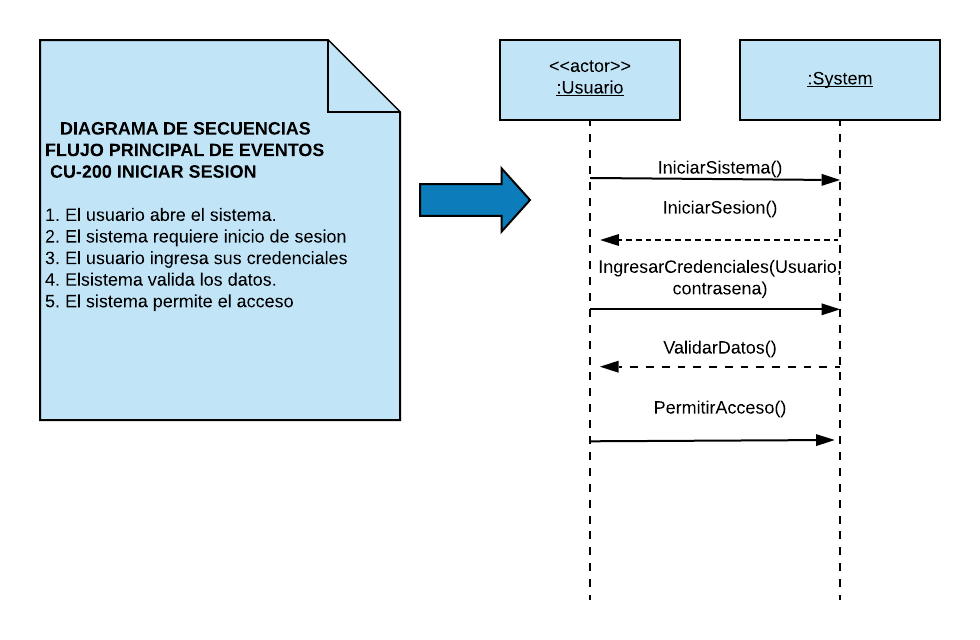 DIAGRAMA DE SECUENCIAS
FLUJO PRINCIPAL DE EVENTOS
CU-200 INICIAR SESION
1. El usuario abre el sistema.
2. El sistema requiere inicio de sesion
3. El usuario ingresa sus credenciales
4. Elsistema valida los datos.
5. El sistema permite el acceso
<<actor>>
:Usuario
:System
IniciarSistema()
IniciarSesion()
IngresarCredenciales(Usuario,
contrasena)
ValidarDatos()
PermitirAcceso()